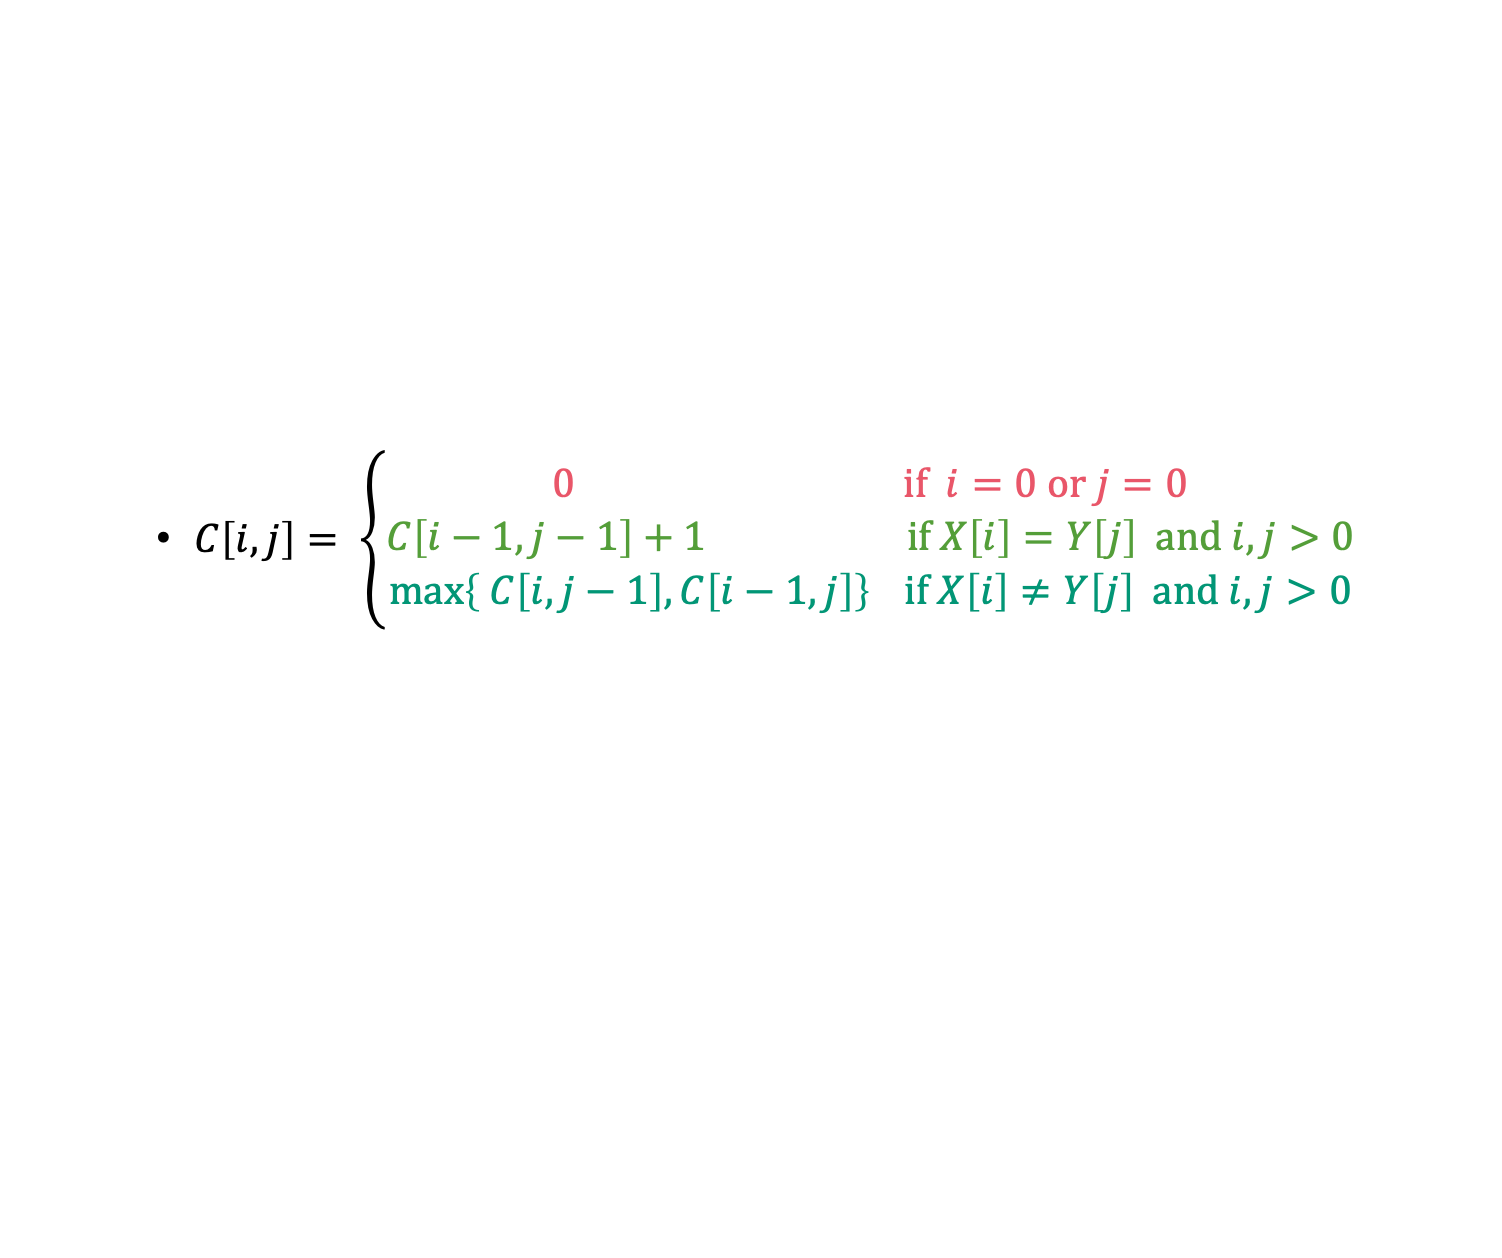 • C[i, j] = {
0 if i = 0 or j = 0
C[i − 1, j − 1] + 1 if X[i] = Y[j] and i, j > 0
max{ C[i, j − 1], C[i − 1, j]} if X[i] ≠ Y[j] and i, j > 0